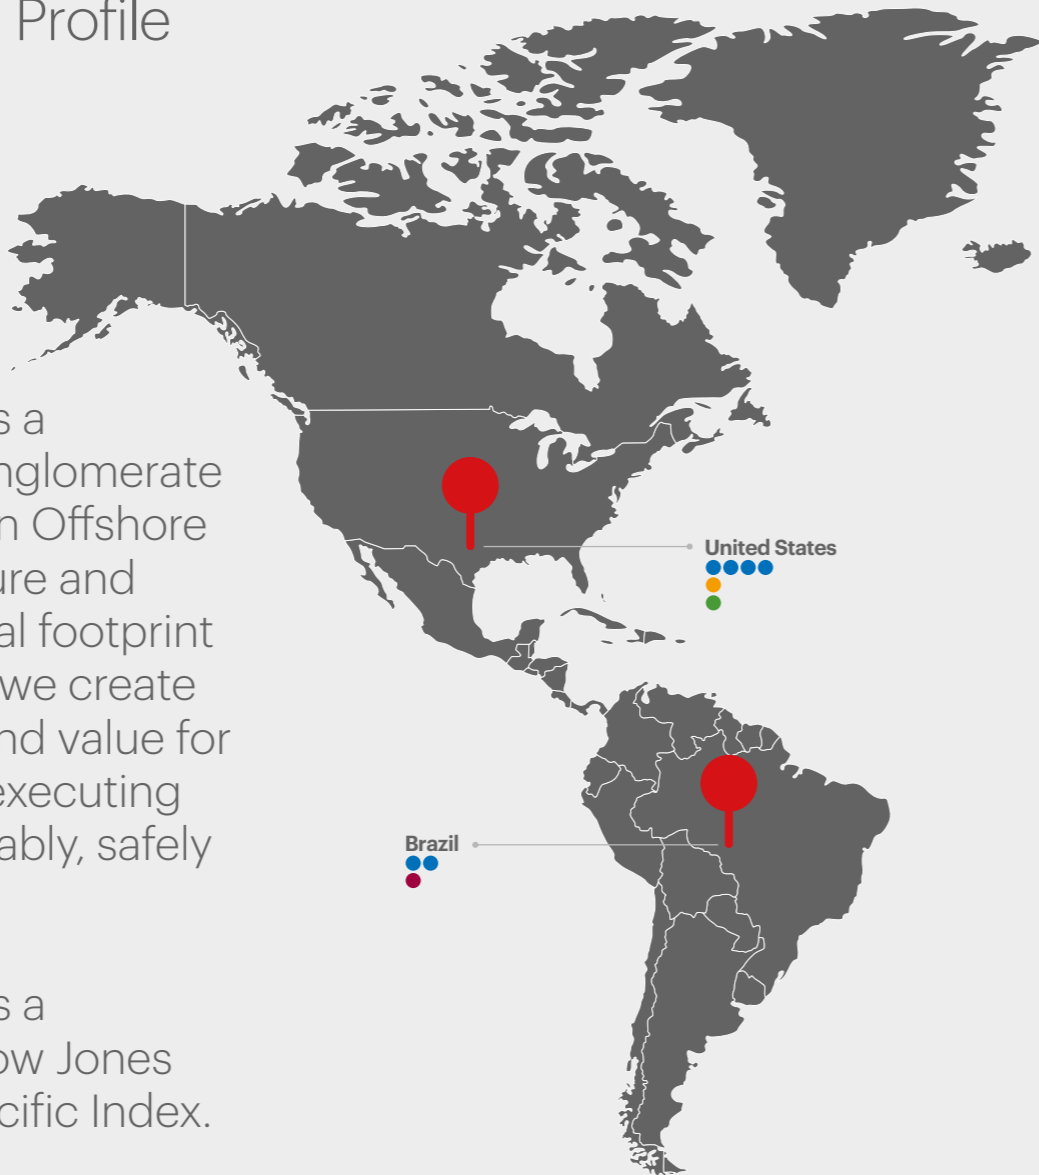 Profile
s a
nglomerate
n Offshore
ure and
al footprint
we create
nd value for
executing
ably, safely
s a
ow Jones
cific Index.
United States
Brazil